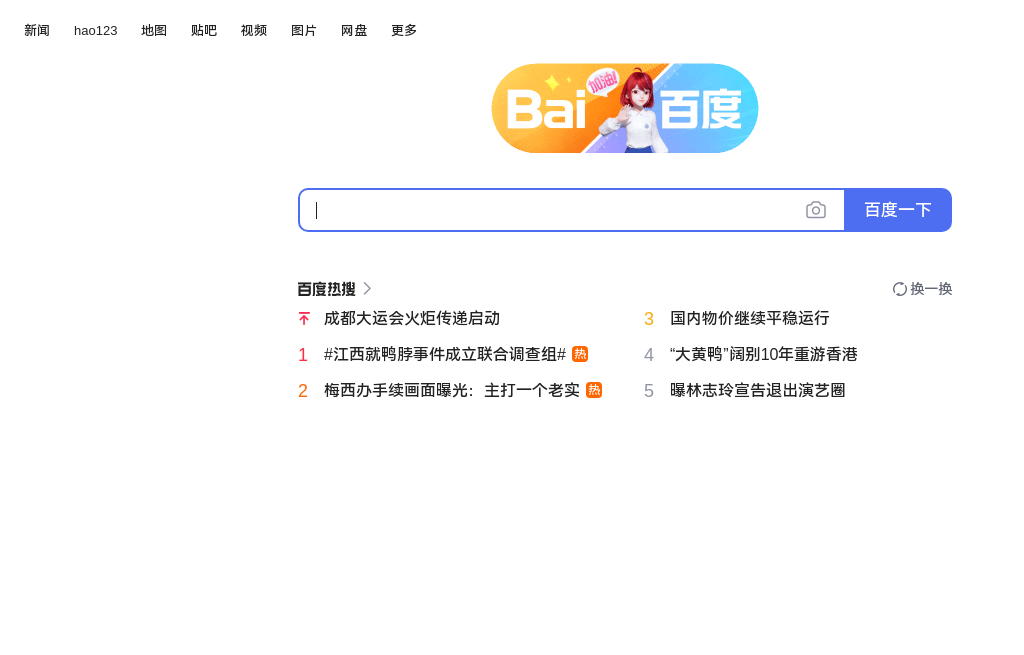 新闻 hao123 地图 贴吧 视频 图片 网盘 更多
加油!
Bai 百度
百度一下
百度热搜 换一换
成都大运会火炬传递启动
1 #江西就鸭脖事件成立联合调查组# 热
2 梅西办手续画面曝光：主打一个老实 热
3 国内物价继续平稳运行
4 “大黄鸭”阔别10年重游香港
5 曝林志玲宣告退出演艺圈